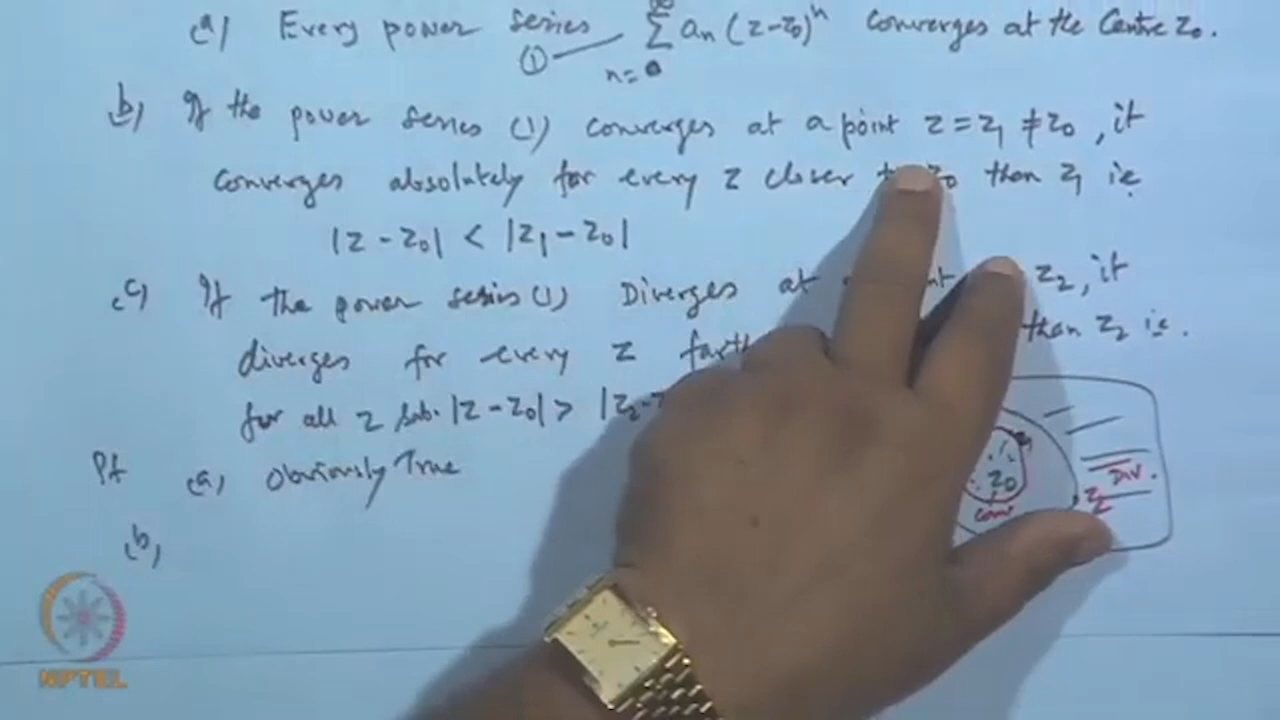 (a) Every power series ∞ Σ n=0 an (z-z0)^n converges at the Centre z0.
(1)
(b) If the power series (1) converges at a point z = z1 ≠ z0, it
converges absolutely for every z closer z0 than z1 i.e
|z - z0| < |z1 - z0|
(c) If the power series (1) Diverges at z2, it
diverges for every z than z2 i.e.
for all z |z - z0| > |z2-
Pf (a) Obviously True
(b)
z0
conv
z2
Div.
NPTEL